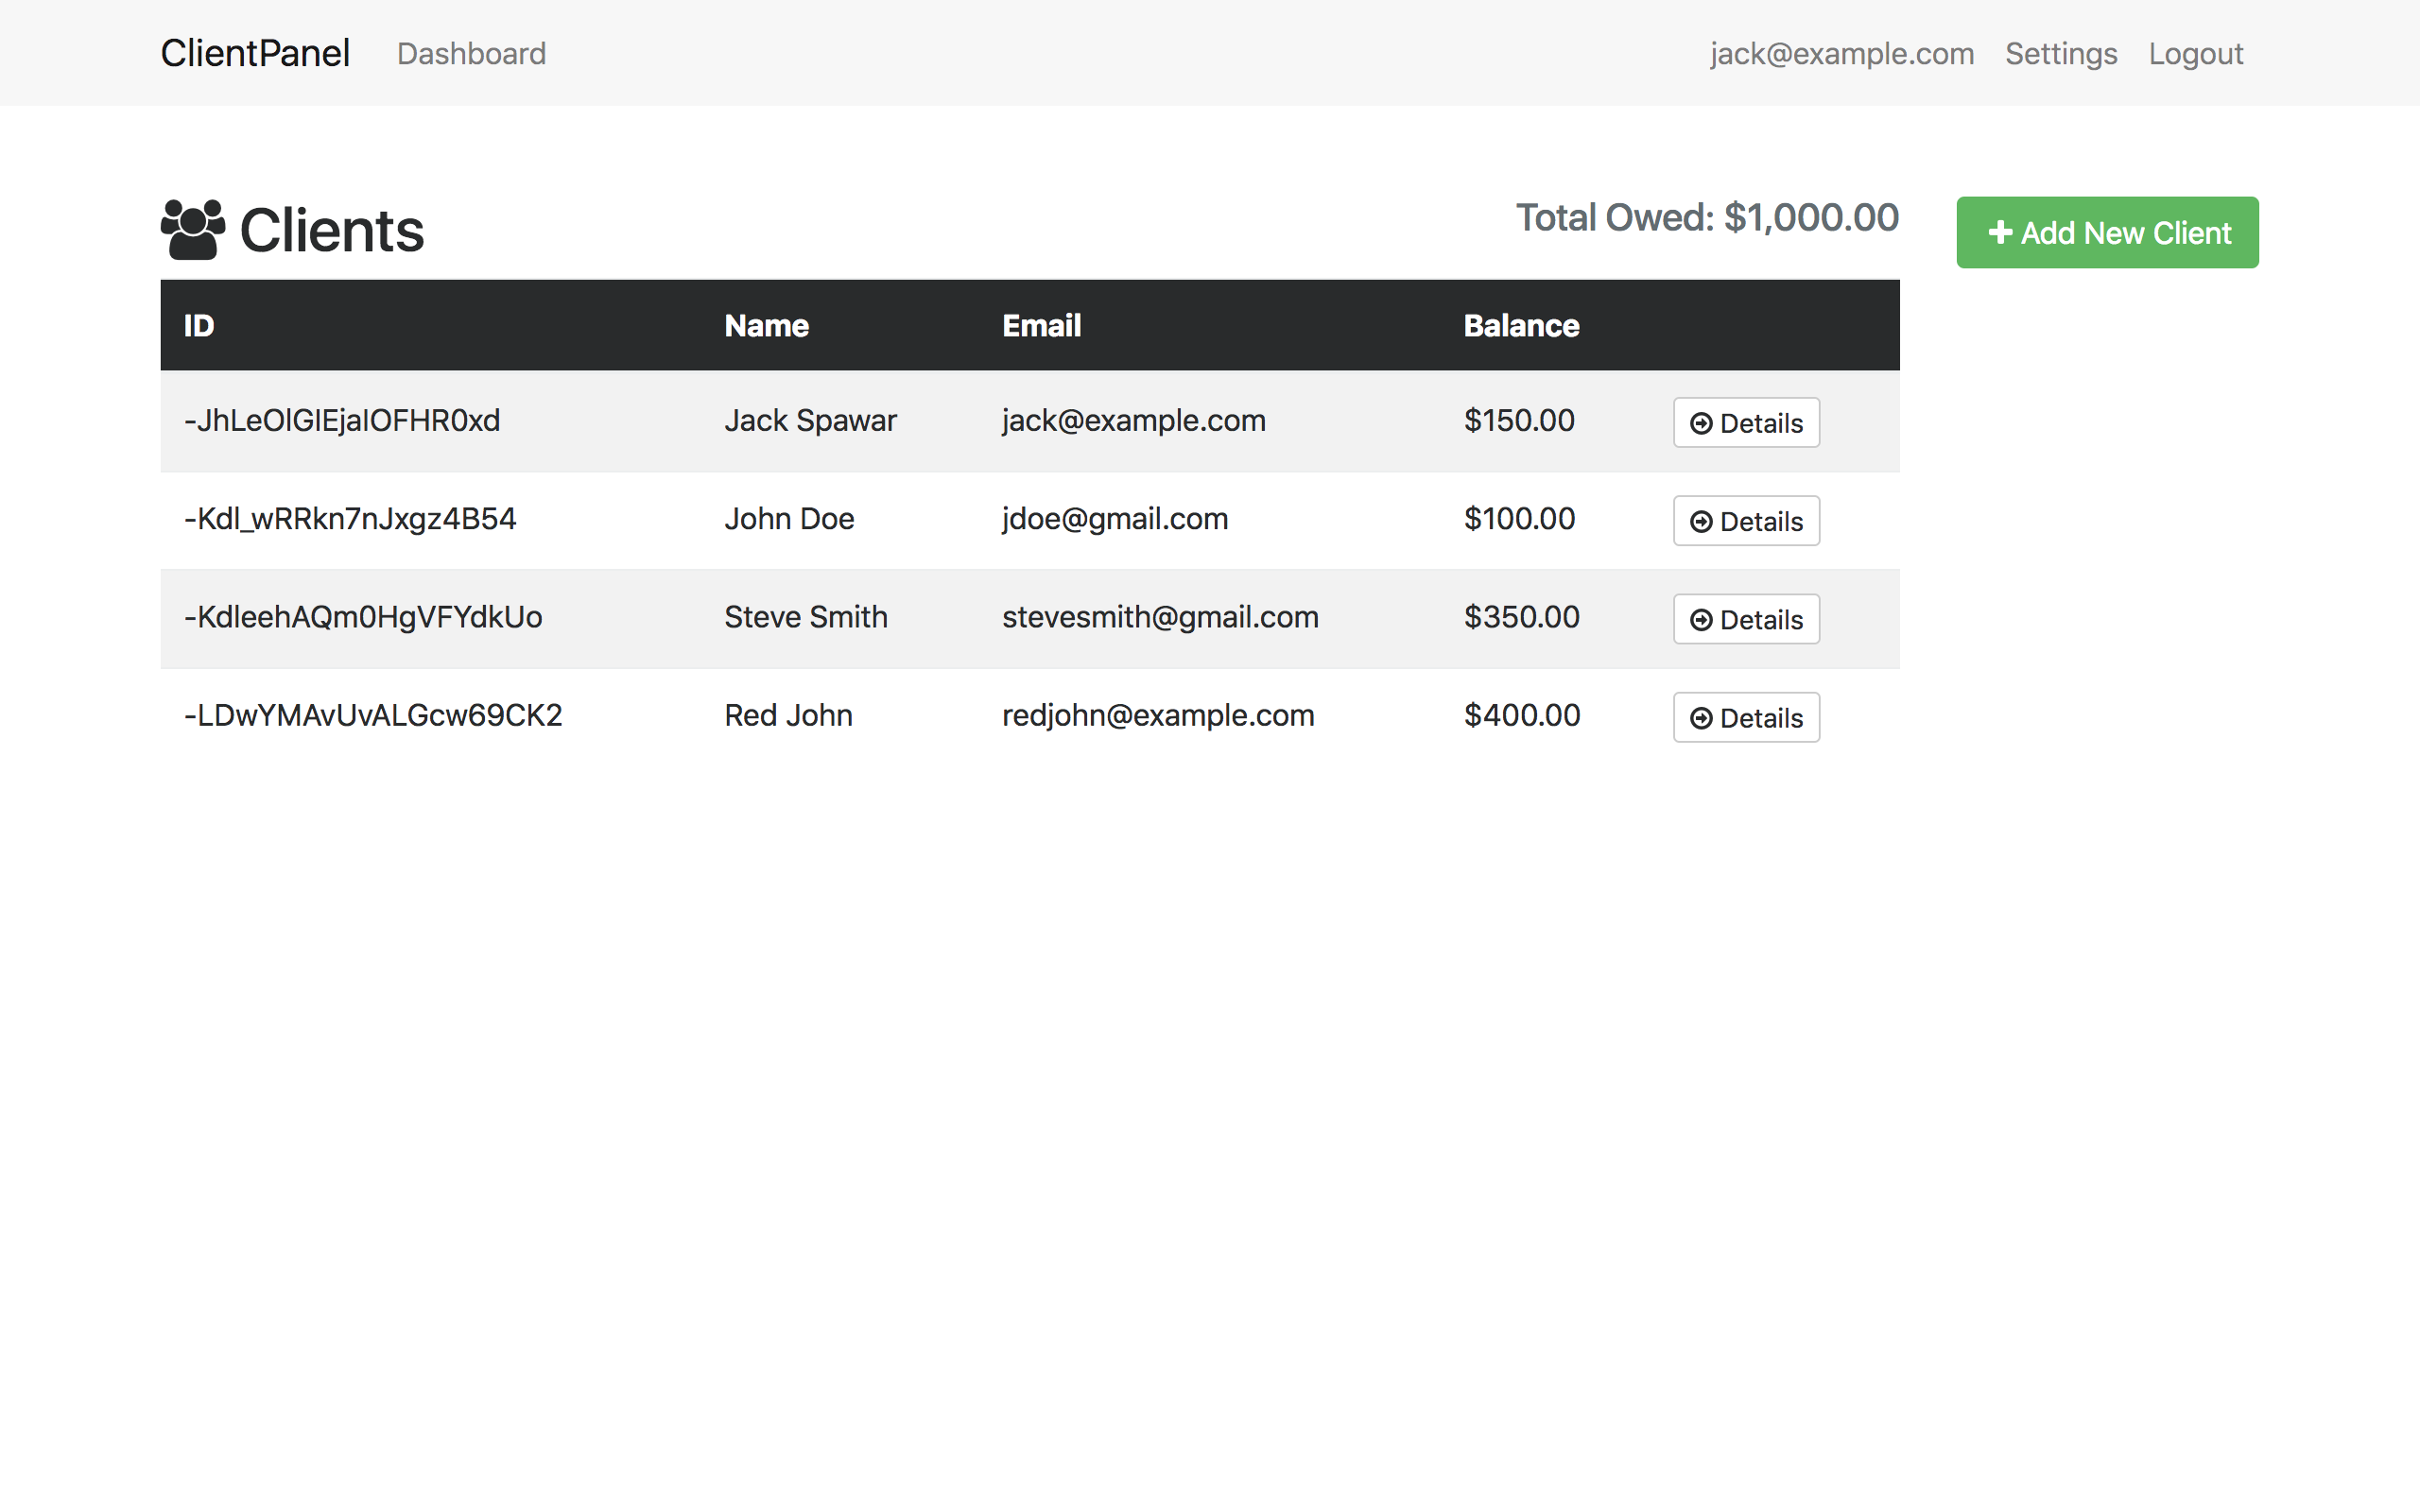 ClientPanel Dashboard jack@example.com Settings Logout
Clients Total Owed: $1,000.00 Add New Client
ID Name Email Balance
-JhLeOlGIEjaIOFHR0xd Jack Spawar jack@example.com $150.00 Details
-Kdl_wRRkn7nJxgz4B54 John Doe jdoe@gmail.com $100.00 Details
-KdleehAQm0HgVFYdkUo Steve Smith stevesmith@gmail.com $350.00 Details
-LDwYMAvUvALGcw69CK2 Red John redjohn@example.com $400.00 Details